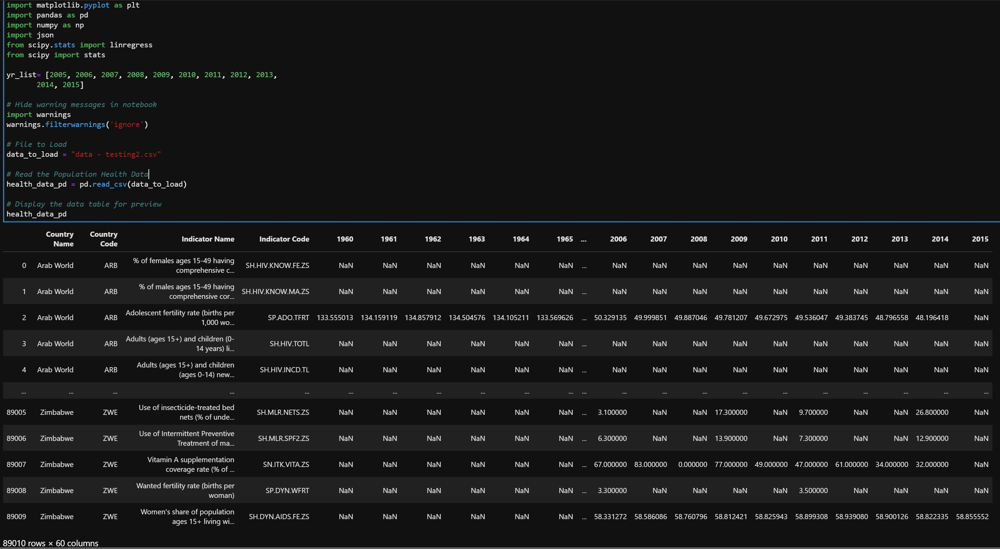 import matplotlib.pyplot as plt
import pandas as pd
import numpy as np
import json
from scipy.stats import linregress
from scipy import stats
yr_list= [2005, 2006, 2007, 2008, 2009, 2010, 2011, 2012, 2013,
2014, 2015]
# Hide warning messages in notebook
import warnings
warnings.filterwarnings('ignore')
# File to Load
data_to_load = "data - testing2.csv"
# Read the Population Health Data
health_data_pd = pd.read_csv(data_to_load)
# Display the data table for preview
health_data_pd
Country Name Country Code Indicator Name Indicator Code 1960 1961 1962 1963 1964 1965 ... 2006 2007 2008 2009 2010 2011 2012 2013 2014 2015
0 Arab World ARB % of females ages 15-49 having comprehensive c... SH.HIV.KNOW.FE.ZS NaN NaN NaN NaN NaN NaN ... NaN NaN NaN NaN NaN NaN NaN NaN NaN NaN
1 Arab World ARB % of males ages 15-49 having comprehensive cor... SH.HIV.KNOW.MA.ZS NaN NaN NaN NaN NaN NaN ... NaN NaN NaN NaN NaN NaN NaN NaN NaN NaN
2 Arab World ARB Adolescent fertility rate (births per 1,000 wo... SP.ADO.TFRT 133.555013 134.159119 134.857912 134.504576 134.105211 133.569626 ... 50.329135 49.999851 49.887046 49.781207 49.672975 49.536047 49.383745 48.796558 48.196418 NaN
3 Arab World ARB Adults (ages 15+) and children (0-14 years) li... SH.HIV.TOTL NaN NaN NaN NaN NaN NaN ... NaN NaN NaN NaN NaN NaN NaN NaN NaN NaN
4 Arab World ARB Adults (ages 15+) and children (ages 0-14) new... SH.HIV.INCD.TL NaN NaN NaN NaN NaN NaN ... NaN NaN NaN NaN NaN NaN NaN NaN NaN NaN
... ... ... ... ... ... ... ... ... ... ... ... ... ... ... ... ... ... ... ... ... ...
89005 Zimbabwe ZWE Use of insecticide-treated bed nets (% of unde... SH.MLR.NETS.ZS NaN NaN NaN NaN NaN NaN ... 3.100000 NaN NaN 17.300000 NaN 9.700000 NaN NaN 26.800000 NaN
89006 Zimbabwe ZWE Use of Intermittent Preventive Treatment of ma... SH.MLR.SPF2.ZS NaN NaN NaN NaN NaN NaN ... 6.300000 NaN NaN 13.900000 NaN 7.300000 NaN NaN 12.900000 NaN
89007 Zimbabwe ZWE Vitamin A supplementation coverage rate (% of ... SN.ITK.VITA.ZS NaN NaN NaN NaN NaN NaN ... 67.000000 83.000000 0.000000 77.000000 49.000000 47.000000 61.000000 34.000000 32.000000 NaN
89008 Zimbabwe ZWE Wanted fertility rate (births per woman) SP.DYN.WFRT NaN NaN NaN NaN NaN NaN ... 3.300000 NaN NaN NaN NaN 3.500000 NaN NaN NaN NaN
89009 Zimbabwe ZWE Women's share of population ages 15+ living wi... SH.DYN.AIDS.FE.ZS NaN NaN NaN NaN NaN NaN ... 58.331272 58.586086 58.760796 58.812421 58.825943 58.899308 58.939080 58.900126 58.822335 58.855552
89010 rows × 60 columns